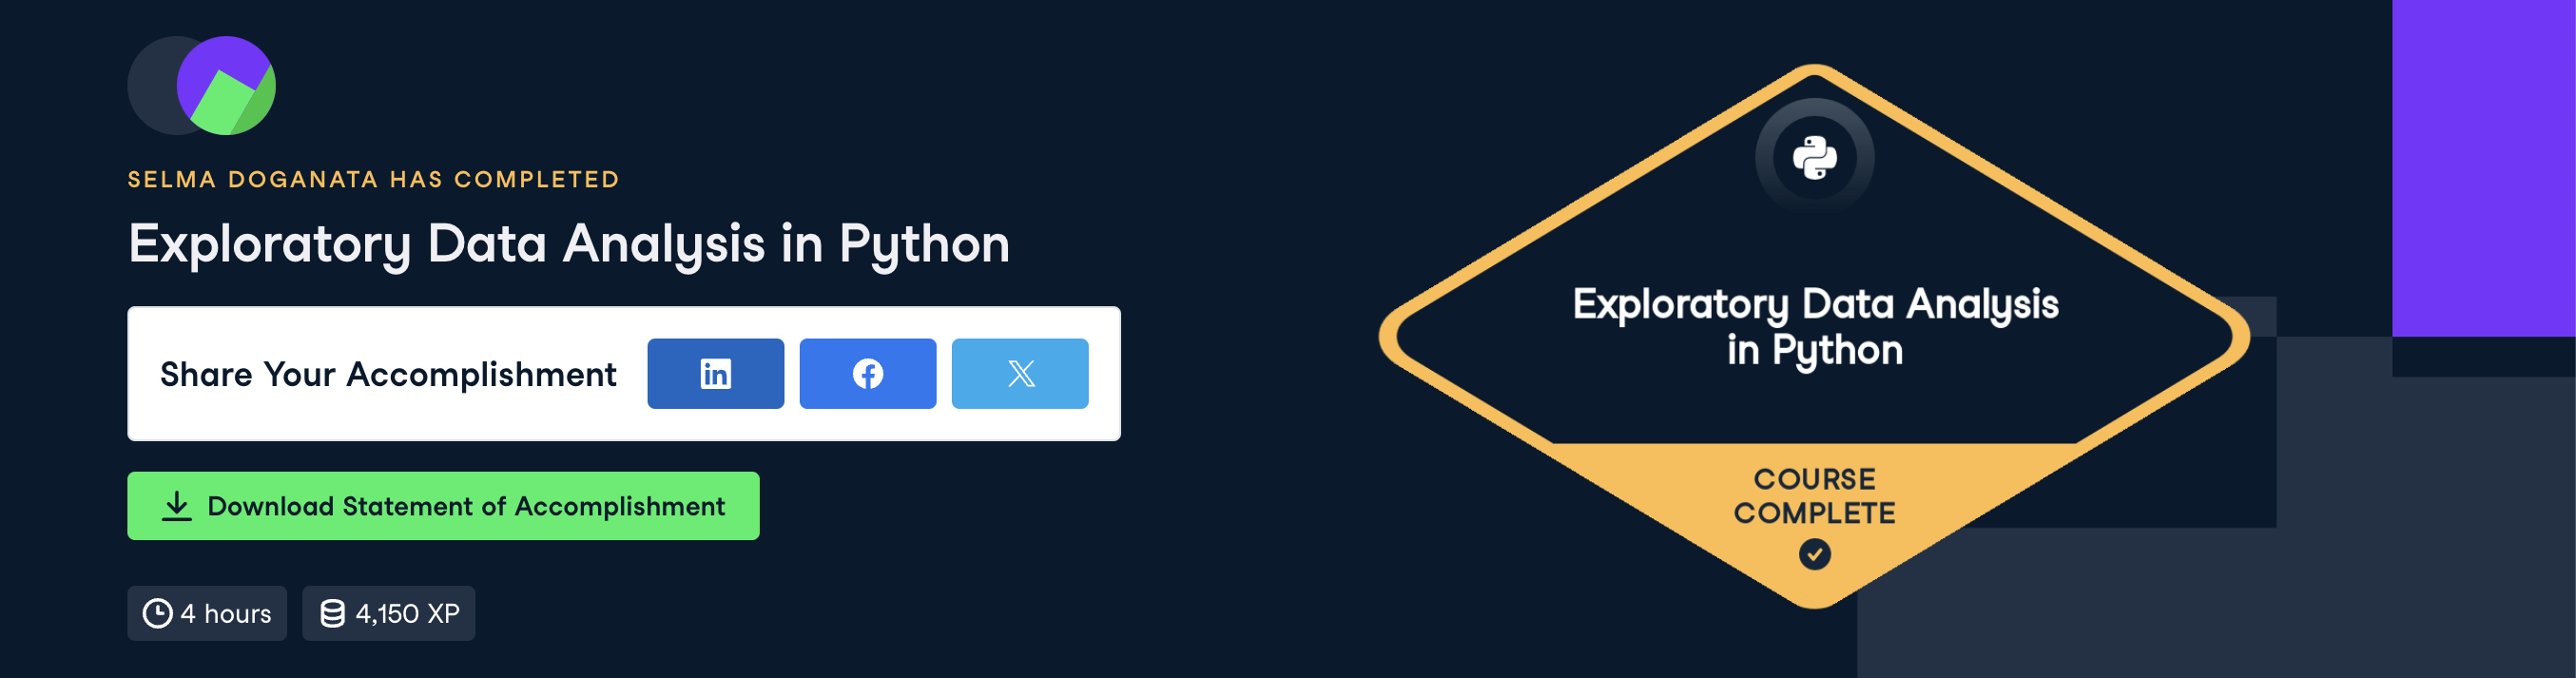 SELMA DOGANATA HAS COMPLETED
Exploratory Data Analysis in Python
Share Your Accomplishment
Download Statement of Accomplishment
4 hours
4,150 XP
Exploratory Data Analysis
in Python
COURSE
COMPLETE